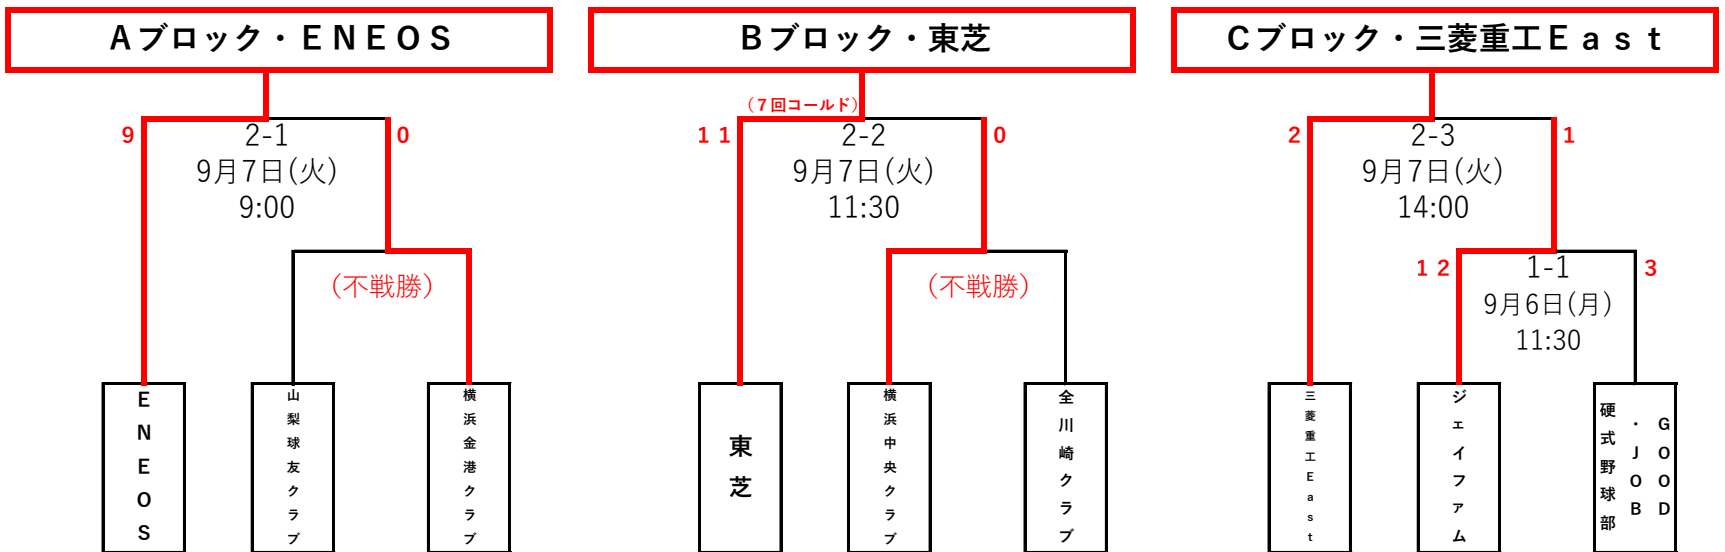 Aブロック・ＥＮＥＯＳ
9
0
2-1
9月7日(火)
9:00
(不戦勝)
ＥＮＥＯＳ
山梨球友クラブ
横浜金港クラブ
Bブロック・東芝
(７回コールド)
１１
0
2-2
9月7日(火)
11:30
(不戦勝)
東芝
横浜中央クラブ
全川崎クラブ
Cブロック・三菱重工Ｅａｓｔ
2
1
2-3
9月7日(火)
14:00
１２
3
1-1
9月6日(月)
11:30
三菱重工Ｅａｓｔ
ジェイファム
ＧＯＯＤ
・ＪＯＢ
硬式野球部